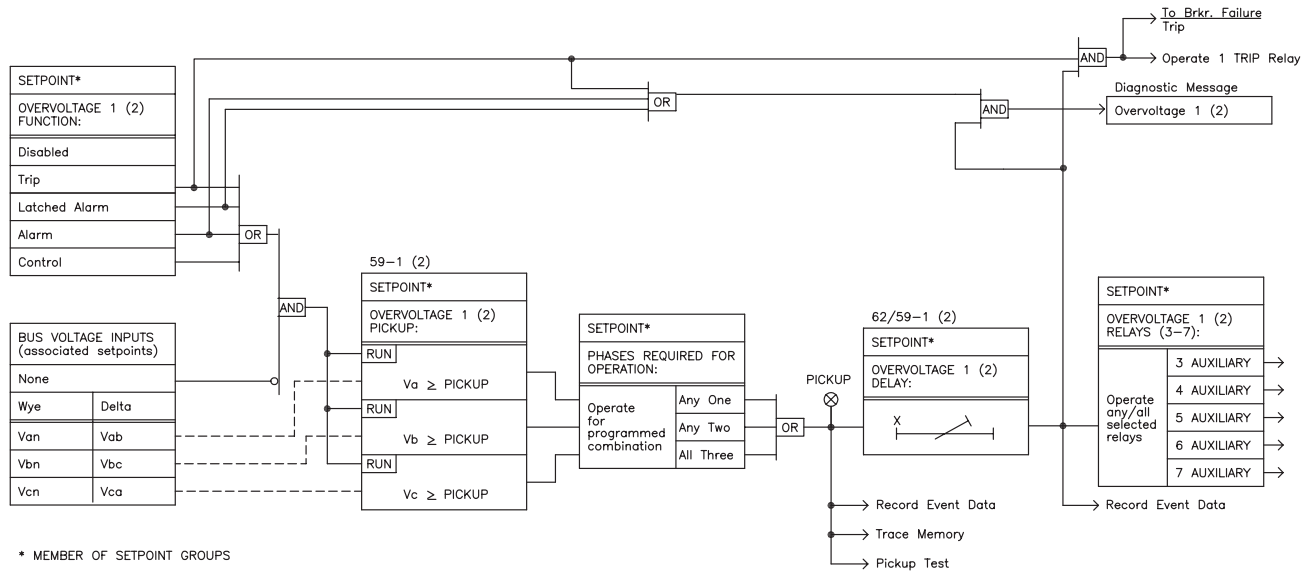 To Brkr. Failure
Trip
AND
Operate 1 TRIP Relay
SETPOINT*
OVERVOLTAGE 1 (2)
FUNCTION:
Disabled
Trip
Latched Alarm
Alarm
Control
OR
OR
AND
Diagnostic Message
Overvoltage 1 (2)
AND
BUS VOLTAGE INPUTS
(associated setpoints)
None
Wye
Delta
Van
Vab
Vbn
Vbc
Vcn
Vca
59-1 (2)
SETPOINT*
OVERVOLTAGE 1 (2)
PICKUP:
RUN
Va ≥ PICKUP
RUN
Vb ≥ PICKUP
RUN
Vc ≥ PICKUP
SETPOINT*
PHASES REQUIRED FOR
OPERATION:
Operate
for
programmed
combination
Any One
Any Two
All Three
OR
PICKUP
62/59-1 (2)
SETPOINT*
OVERVOLTAGE 1 (2)
DELAY:
X
Record Event Data
Trace Memory
Pickup Test
SETPOINT*
OVERVOLTAGE 1 (2)
RELAYS (3-7):
Operate
any/all
selected
relays
3 AUXILIARY
4 AUXILIARY
5 AUXILIARY
6 AUXILIARY
7 AUXILIARY
Record Event Data
* MEMBER OF SETPOINT GROUPS